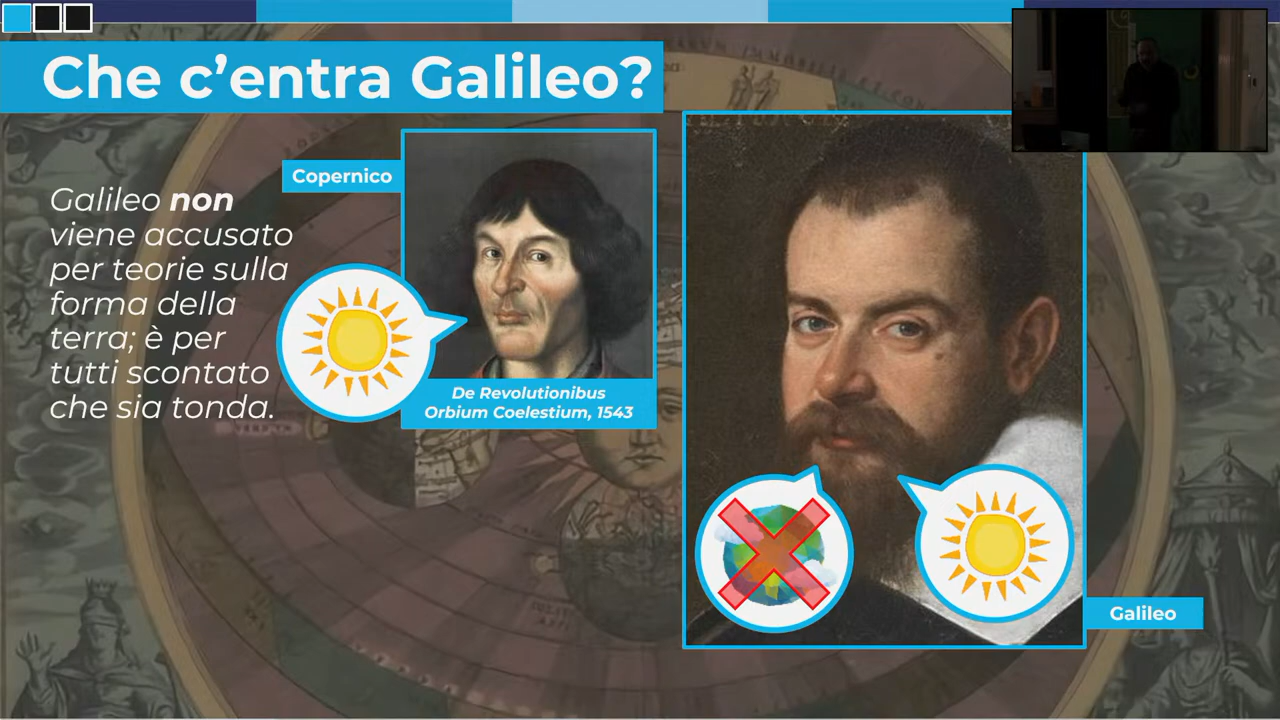 Che c'entra Galileo?
Copernico
Galileo non
viene accusato
per teorie sulla
forma della
terra; è per
tutti scontato
che sia tonda.
De Revolutionibus
Orbium Coelestium, 1543
Galileo